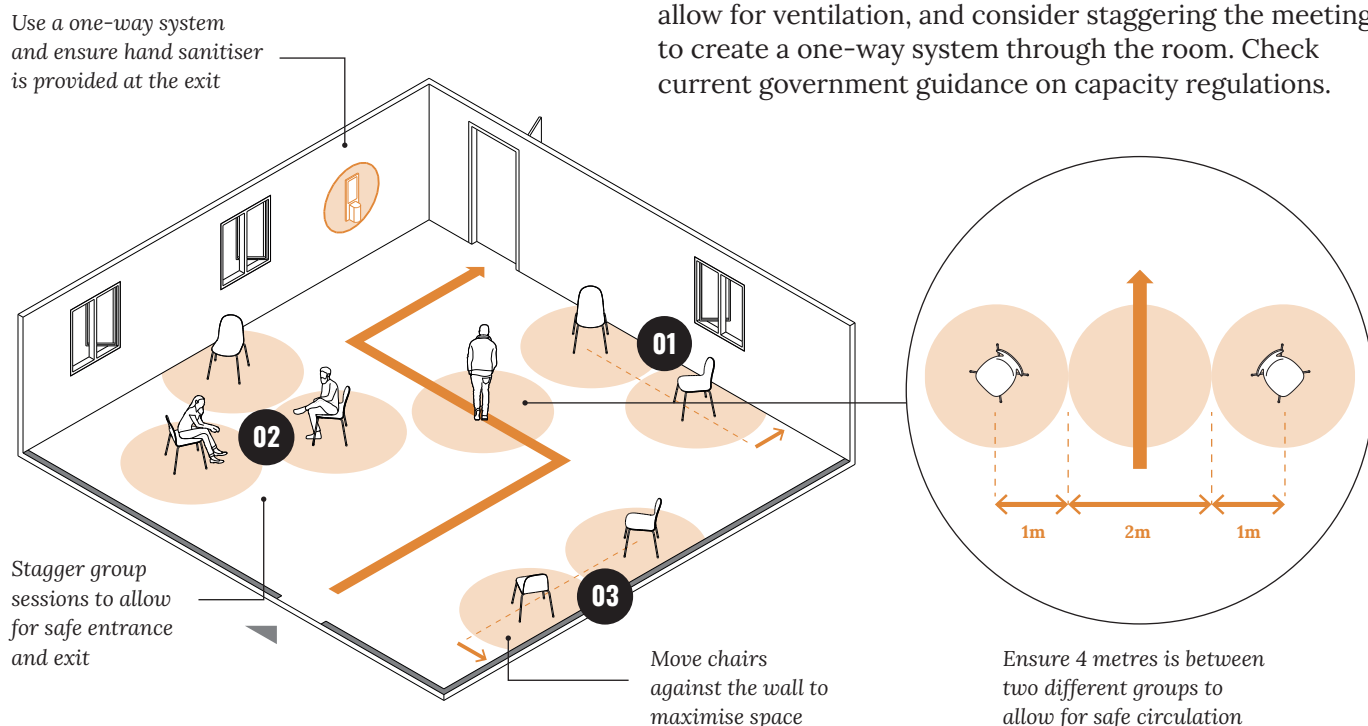 allow for ventilation, and consider staggering the meeting
to create a one-way system through the room. Check
current government guidance on capacity regulations.
Use a one-way system
and ensure hand sanitiser
is provided at the exit
01
02
03
1m
2m
1m
Stagger group
sessions to allow
for safe entrance
and exit
Move chairs
against the wall to
maximise space
Ensure 4 metres is between
two different groups to
allow for safe circulation